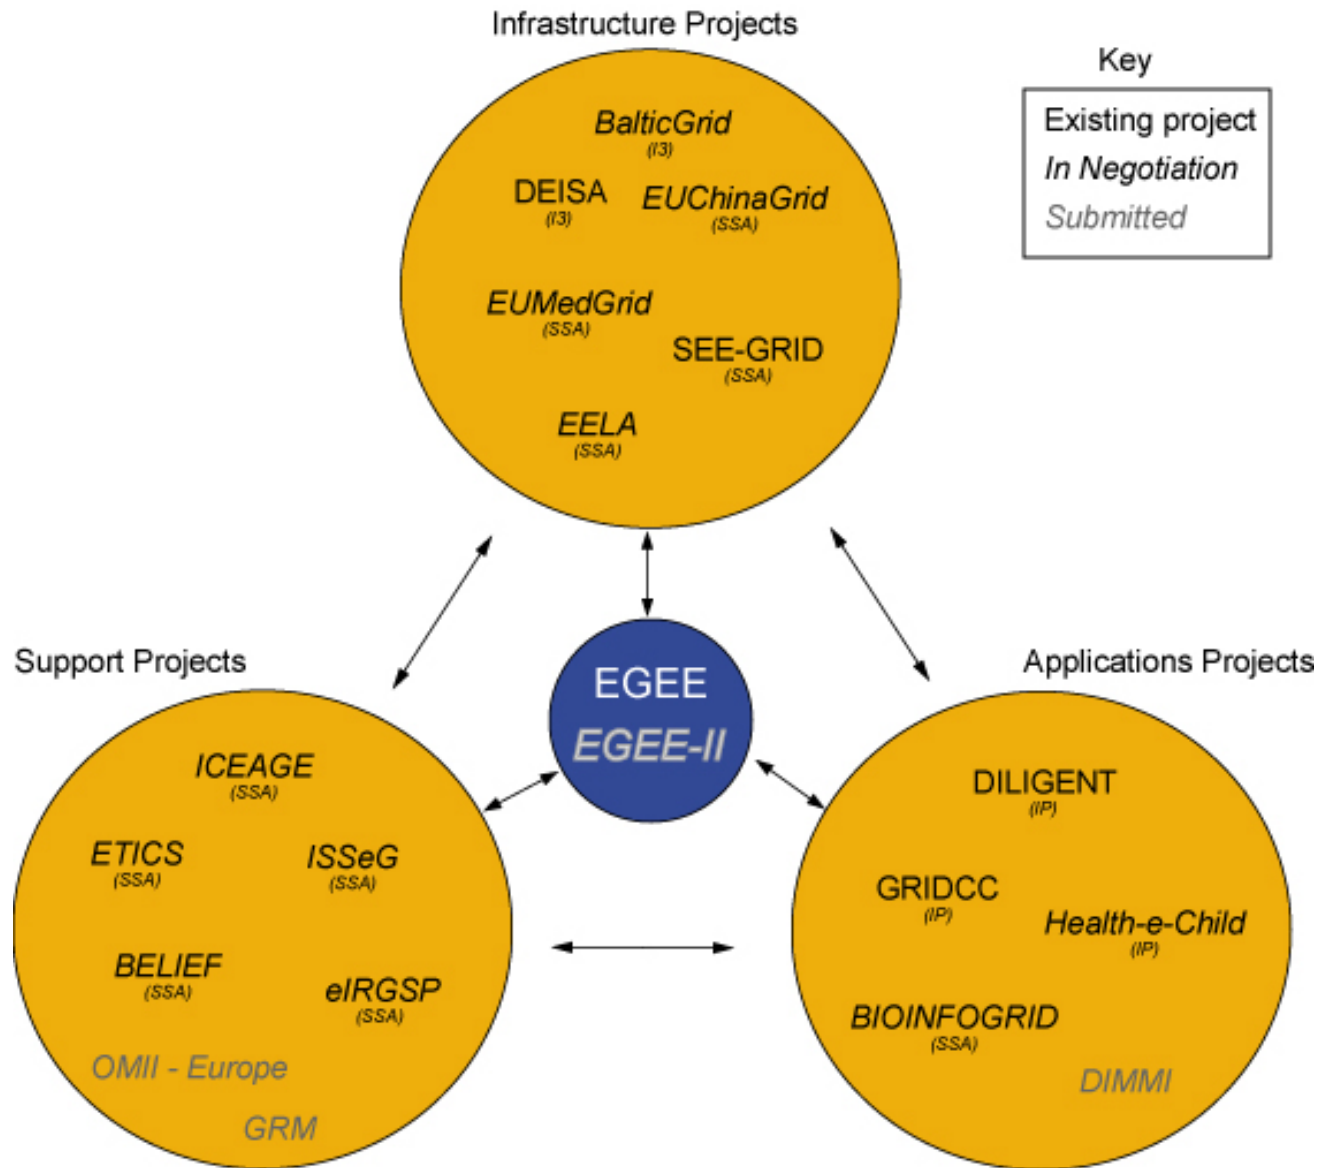 Infrastructure Projects
Key
Existing project
In Negotiation
Submitted
BalticGrid
(I3)
DEISA
(I3)
EUChinaGrid
(SSA)
EUMedGrid
(SSA)
SEE-GRID
(SSA)
EELA
(SSA)
Support Projects
EGEE
EGEE-II
Applications Projects
ICEAGE
(SSA)
ETICS
(SSA)
ISSeG
(SSA)
BELIEF
(SSA)
eIRGSP
(SSA)
OMII - Europe
GRM
DILIGENT
(IP)
GRIDCC
(IP)
Health-e-Child
(IP)
BIOINFOGRID
(SSA)
DIMMI